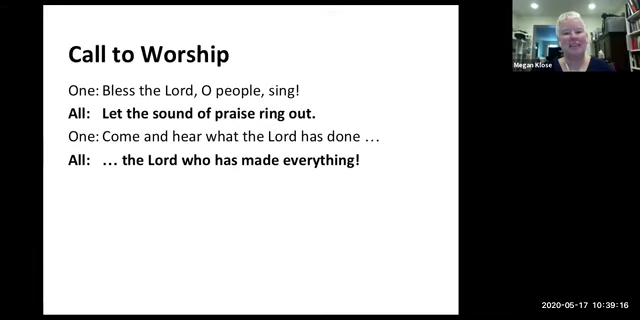 Call to Worship
One: Bless the Lord, O people, sing!
All: Let the sound of praise ring out.
One: Come and hear what the Lord has done …
All: … the Lord who has made everything!
Megan Klose
2020-05-17 10:39:16